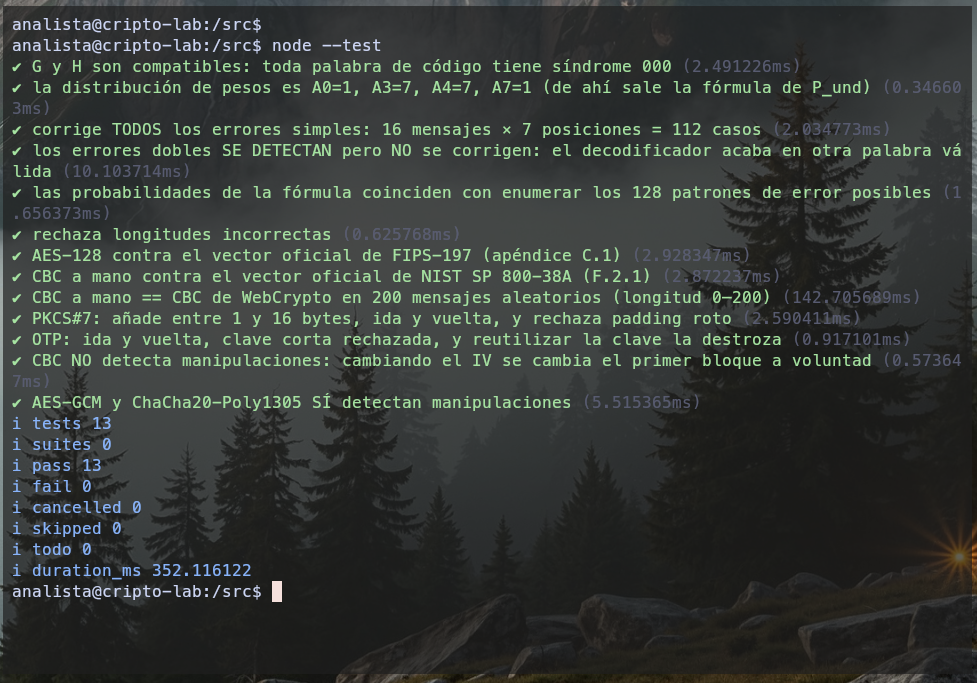 analista@cripto-lab:/src$
analista@cripto-lab:/src$ node --test
✔ G y H son compatibles: toda palabra de código tiene síndrome 000 (2.491226ms)
✔ la distribución de pesos es A0=1, A3=7, A4=7, A7=1 (de ahí sale la fórmula de P_und) (0.34660
3ms)
✔ corrige TODOS los errores simples: 16 mensajes × 7 posiciones = 112 casos (2.034773ms)
✔ los errores dobles SE DETECTAN pero NO se corrigen: el decodificador acaba en otra palabra vá
lida (10.103714ms)
✔ las probabilidades de la fórmula coinciden con enumerar los 128 patrones de error posibles (1
.656373ms)
✔ rechaza longitudes incorrectas (0.625768ms)
✔ AES-128 contra el vector oficial de FIPS-197 (apéndice C.1) (2.928347ms)
✔ CBC a mano contra el vector oficial de NIST SP 800-38A (F.2.1) (2.872237ms)
✔ CBC a mano == CBC de WebCrypto en 200 mensajes aleatorios (longitud 0-200) (142.705689ms)
✔ PKCS#7: añade entre 1 y 16 bytes, ida y vuelta, y rechaza padding roto (2.590411ms)
✔ OTP: ida y vuelta, clave corta rechazada, y reutilizar la clave la destroza (0.917101ms)
✔ CBC NO detecta manipulaciones: cambiando el IV se cambia el primer bloque a voluntad (0.57364
7ms)
✔ AES-GCM y ChaCha20-Poly1305 SÍ detectan manipulaciones (5.515365ms)
i tests 13
i suites 0
i pass 13
i fail 0
i cancelled 0
i skipped 0
i todo 0
i duration_ms 352.116122
analista@cripto-lab:/src$